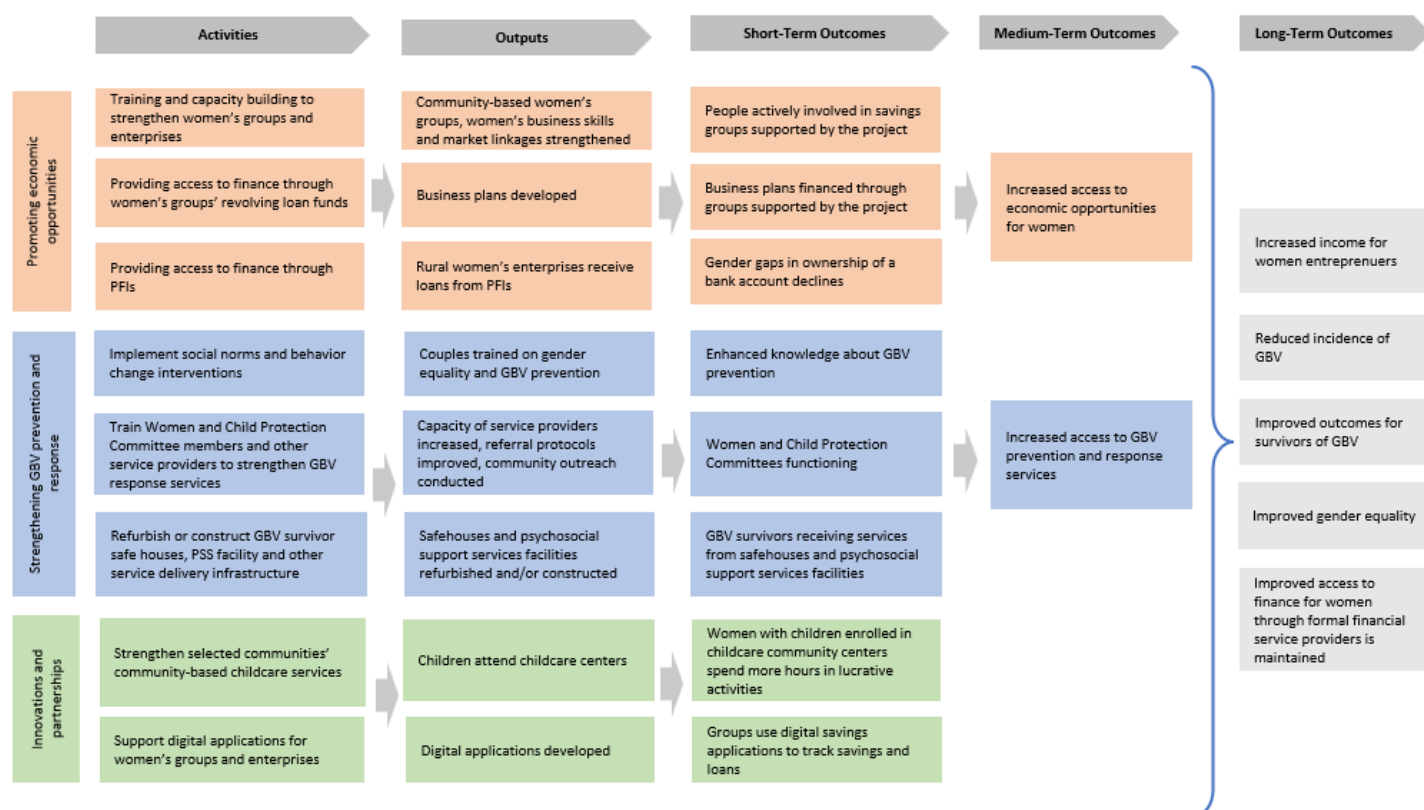 Activities
Outputs
Short-Term Outcomes
Medium-Term Outcomes
Long-Term Outcomes
Promoting economic
opportunities
Training and capacity building to
strengthen women's groups and
enterprises
Community-based women's
groups, women's business skills
and market linkages strengthened
People actively involved in savings
groups supported by the project
Providing access to finance through
women's groups' revolving loan funds
Business plans developed
Business plans financed through
groups supported by the project
Providing access to finance through
PFIs
Rural women's enterprises receive
loans from PFIs
Gender gaps in ownership of a
bank account declines
Increased access to
economic opportunities
for women
Strengthening GBV prevention and
response
Implement social norms and behavior
change interventions
Couples trained on gender
equality and GBV prevention
Enhanced knowledge about GBV
prevention
Train Women and Child Protection
Committee members and other
service providers to strengthen GBV
response services
Capacity of service providers
increased, referral protocols
improved, community outreach
conducted
Women and Child Protection
Committees functioning
Refurbish or construct GBV survivor
safe houses, PSS facility and other
service delivery infrastructure
Safehouses and psychosocial
support services facilities
refurbished and/or constructed
GBV survivors receiving services
from safehouses and psychosocial
support services facilities
Increased access to GBV
prevention and response
services
Innovations and
partnerships
Strengthen selected communities'
community-based childcare services
Children attend childcare centers
Women with children enrolled in
childcare community centers
spend more hours in lucrative
activities
Support digital applications for
women's groups and enterprises
Digital applications developed
Groups use digital savings
applications to track savings and
loans
Increased income for
women entreprenuers
Reduced incidence of
GBV
Improved outcomes for
survivors of GBV
Improved gender equality
Improved access to
finance for women
through formal financial
service providers is
maintained